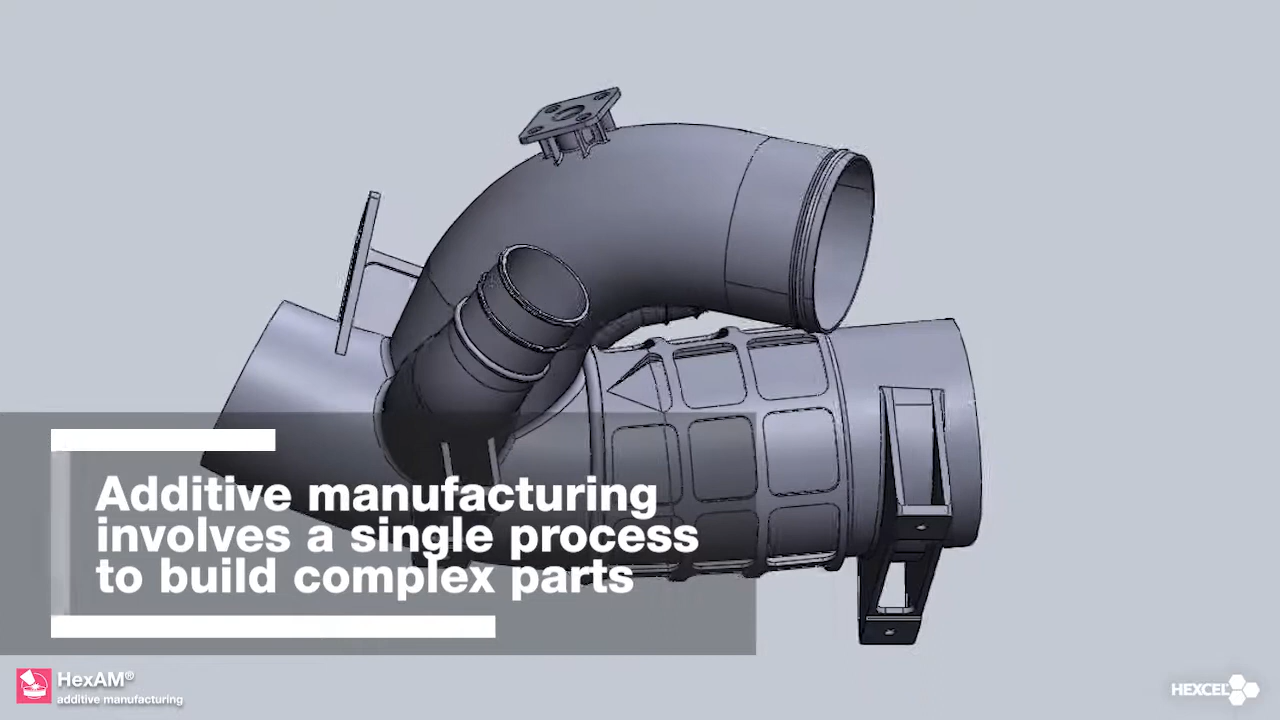 Additive manufacturing
involves a single process
to build complex parts
HexAM®
additive manufacturing
HEXCEL